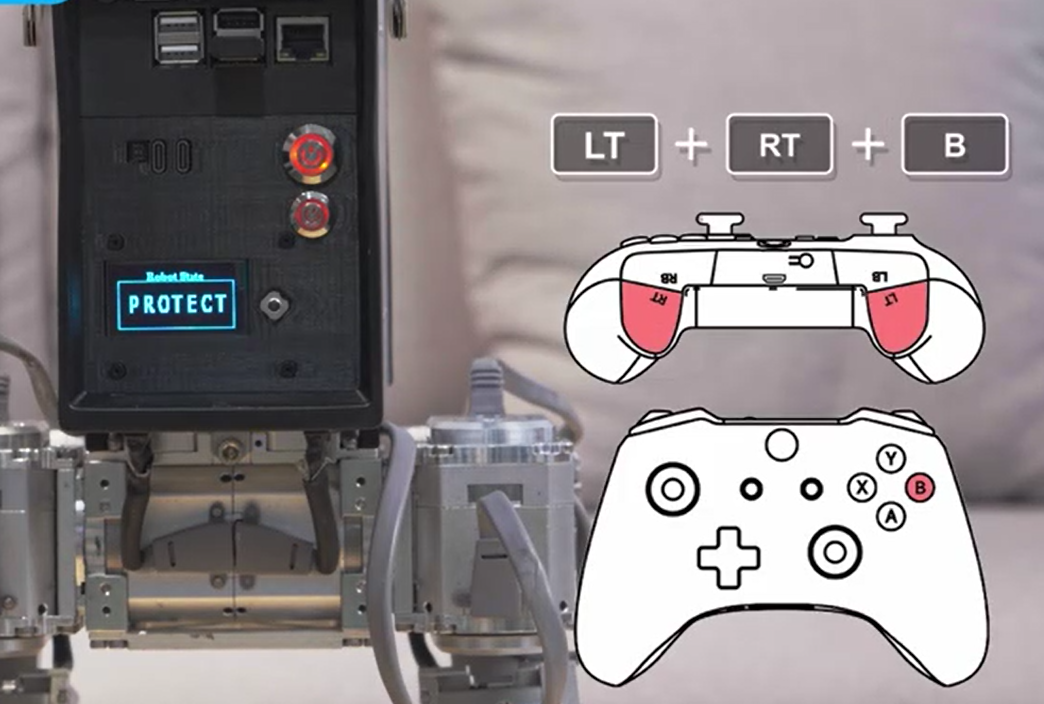 Robot State
PROTECT
LT + RT + B
RB
LB
RT
LT
Y
X
B
A